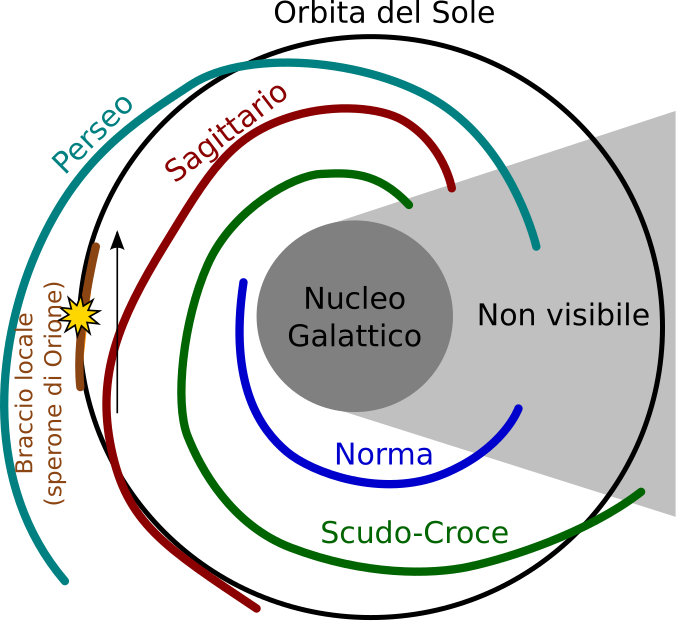 Orbita del Sole
Perseo
Sagittario
Braccio locale
(sperone di Orione)
Nucleo
Galattico
Non visibile
Norma
Scudo-Croce